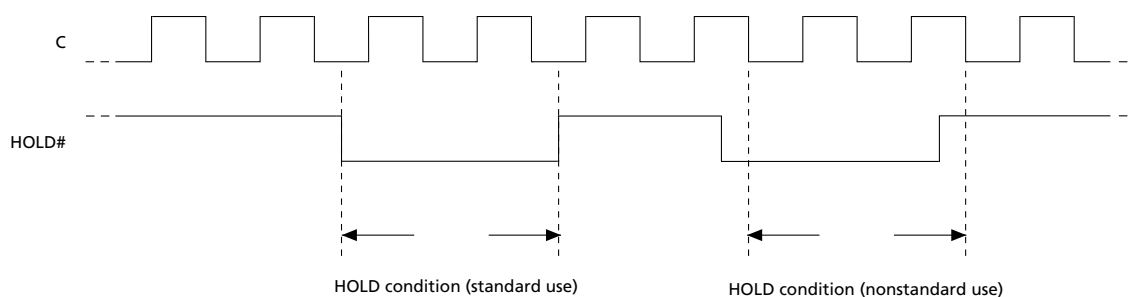 C
HOLD#
HOLD condition (standard use)
HOLD condition (nonstandard use)